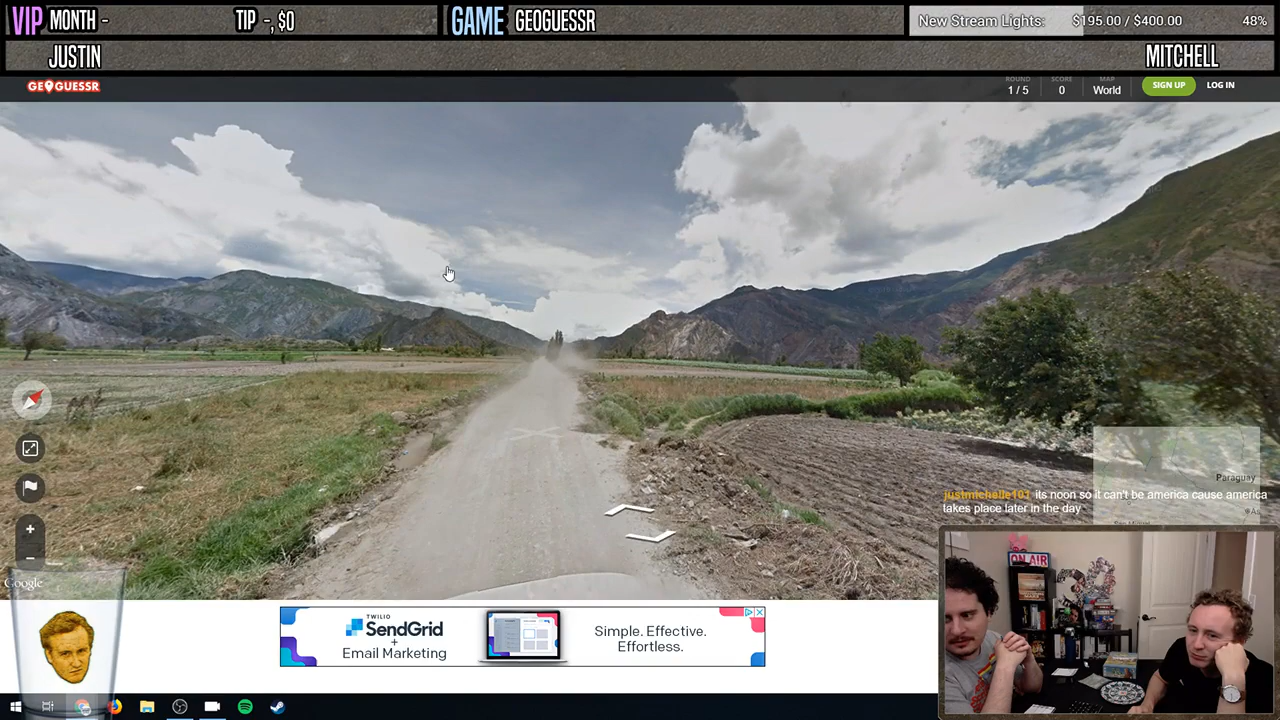 VIP MONTH -
TIP -, $0
GAME GEOGUESSR
New Stream Lights: $195.00 / $400.00 48%
JUSTIN
MITCHELL
GEOGUESSR
ROUND
1 / 5
SCORE
0
MAP
World
SIGN UP
LOG IN
Paraguay
justmichelle101 its noon so it can't be america cause america
takes place later in the day
ON AIR
Google
TWILIO
SendGrid
+
Email Marketing
Simple. Effective.
Effortless.